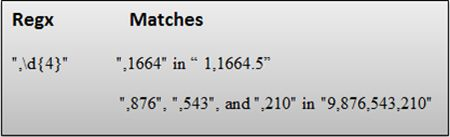 Regx Matches
",\d{4}" ",1664" in “ 1,1664.5”
",876", ",543", and ",210" in "9,876,543,210"